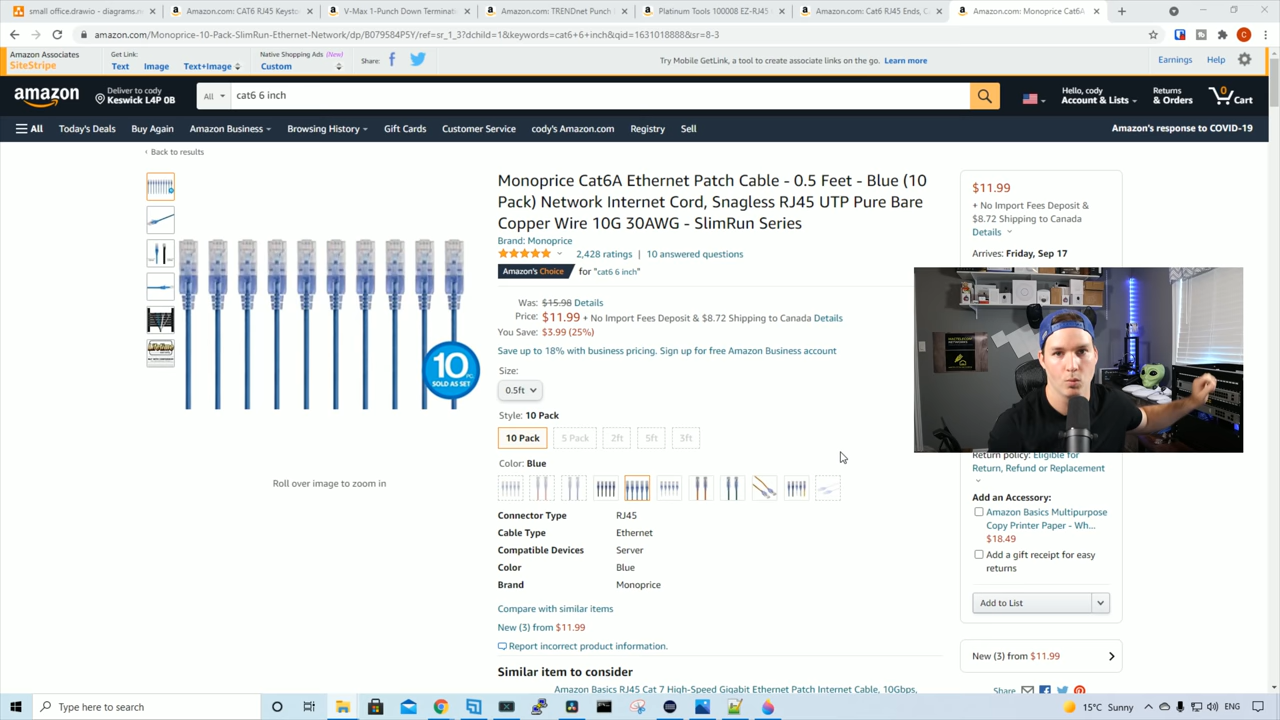 small office.drawio - diagrams.n
Amazon.com: CAT6 RJ45 Keysto
V-Max 1-Punch Down Terminati
Amazon.com: TRENDnet Punch
Platinum Tools 100008 EZ-RJ45
Amazon.com: Cat6 RJ45 Ends, C
Amazon.com: Monoprice Cat6A
amazon.com/Monoprice-10-Pack-SlimRun-Ethernet-Network/dp/B079584P5Y/ref=sr_1_3?dchild=1&keywords=cat6+6+inch&qid=1631018888&sr=8-3
Amazon Associates
SiteStripe
Get Link:
Text Image Text+Image
Native Shopping Ads (New)
Custom
Share:
Try Mobile GetLink, a tool to create associate links on the go. Learn more
Earnings Help
amazon
Deliver to cody
Keswick L4P 0B
All cat6 6 inch
Hello, cody
Account & Lists
Returns
& Orders
0
Cart
All Today's Deals Buy Again Amazon Business Browsing History Gift Cards Customer Service cody's Amazon.com Registry Sell
Amazon's response to COVID-19
‹ Back to results
Monoprice Cat6A Ethernet Patch Cable - 0.5 Feet - Blue (10
Pack) Network Internet Cord, Snagless RJ45 UTP Pure Bare
Copper Wire 10G 30AWG - SlimRun Series
Brand: Monoprice
2,428 ratings | 10 answered questions
Amazon's Choice for "cat6 6 inch"
Was: $15.98 Details
Price: $11.99 + No Import Fees Deposit & $8.72 Shipping to Canada Details
You Save: $3.99 (25%)
Save up to 18% with business pricing. Sign up for free Amazon Business account
Size:
0.5ft
Style: 10 Pack
10 Pack 5 Pack 2ft 5ft 3ft
Color: Blue
Connector Type RJ45
Cable Type Ethernet
Compatible Devices Server
Color Blue
Brand Monoprice
Compare with similar items
New (3) from $11.99
Report incorrect product information.
Similar item to consider
Amazon Basics RJ45 Cat 7 High-Speed Gigabit Ethernet Patch Internet Cable, 10Gbps,
10 PC
SOLD AS SET
Roll over image to zoom in
$11.99
+ No Import Fees Deposit &
$8.72 Shipping to Canada
Details
Arrives: Friday, Sep 17
Return policy: Eligible for
Return, Refund or Replacement
Add an Accessory:
Amazon Basics Multipurpose
Copy Printer Paper - Wh...
$18.49
Add a gift receipt for easy
returns
Add to List
New (3) from $11.99
Share
Type here to search
15°C Sunny
ENG